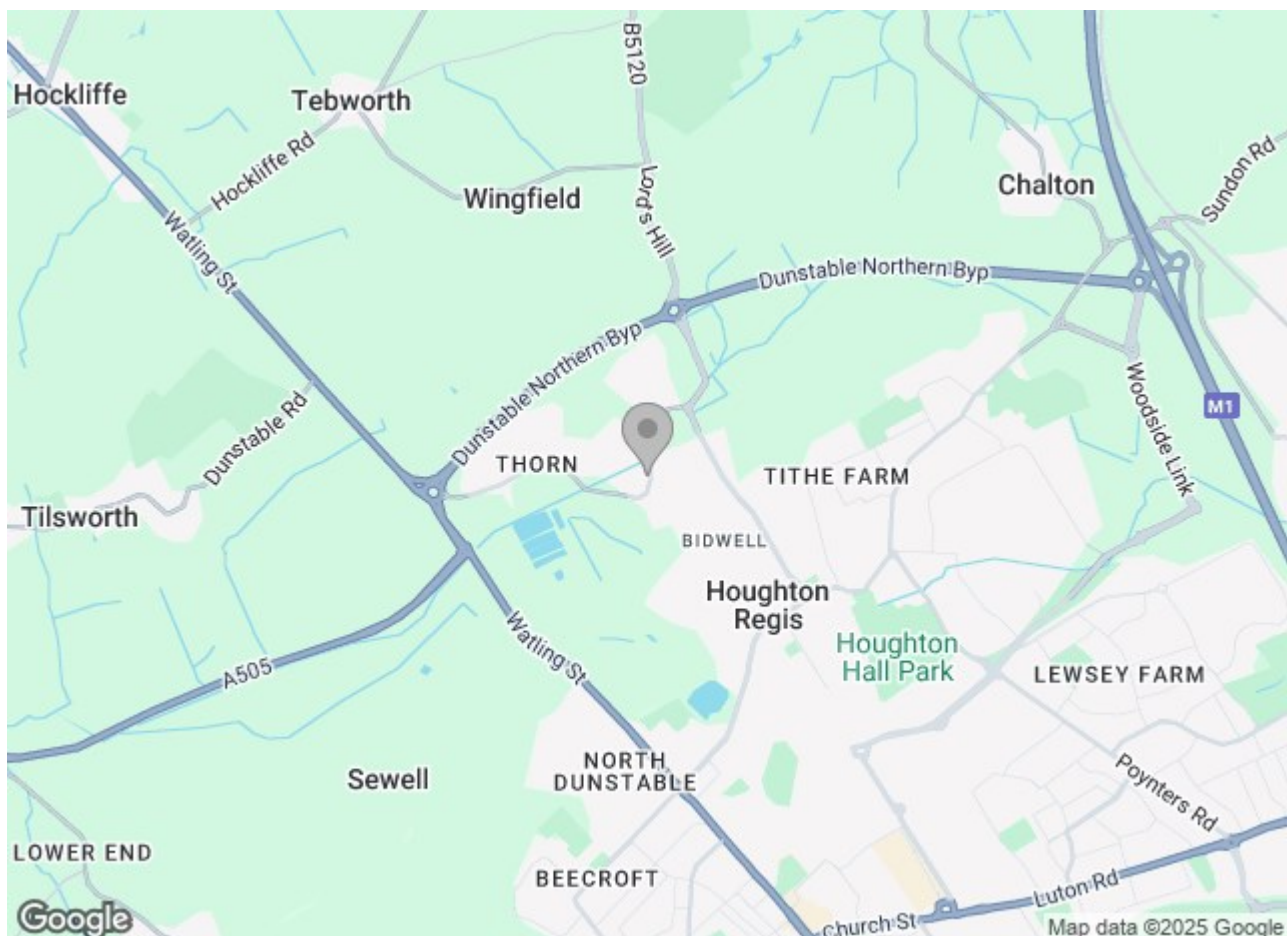 B5120
Hockliffe
Tebworth
Hockliffe Rd
Sundon Rd
Wingfield
Chalton
Lord's Hill
Watling St
Dunstable Northern Byp
Dunstable Northern Byp
Woodside Link
M1
Dunstable Rd
THORN
TITHE FARM
Tilsworth
BIDWELL
Houghton
Regis
Watling St
Houghton
Hall Park
A505
LEWSEY FARM
NORTH
DUNSTABLE
Sewell
Poynters Rd
LOWER END
BEECROFT
Luton Rd
Church St
Google
Map data ©2025 Google